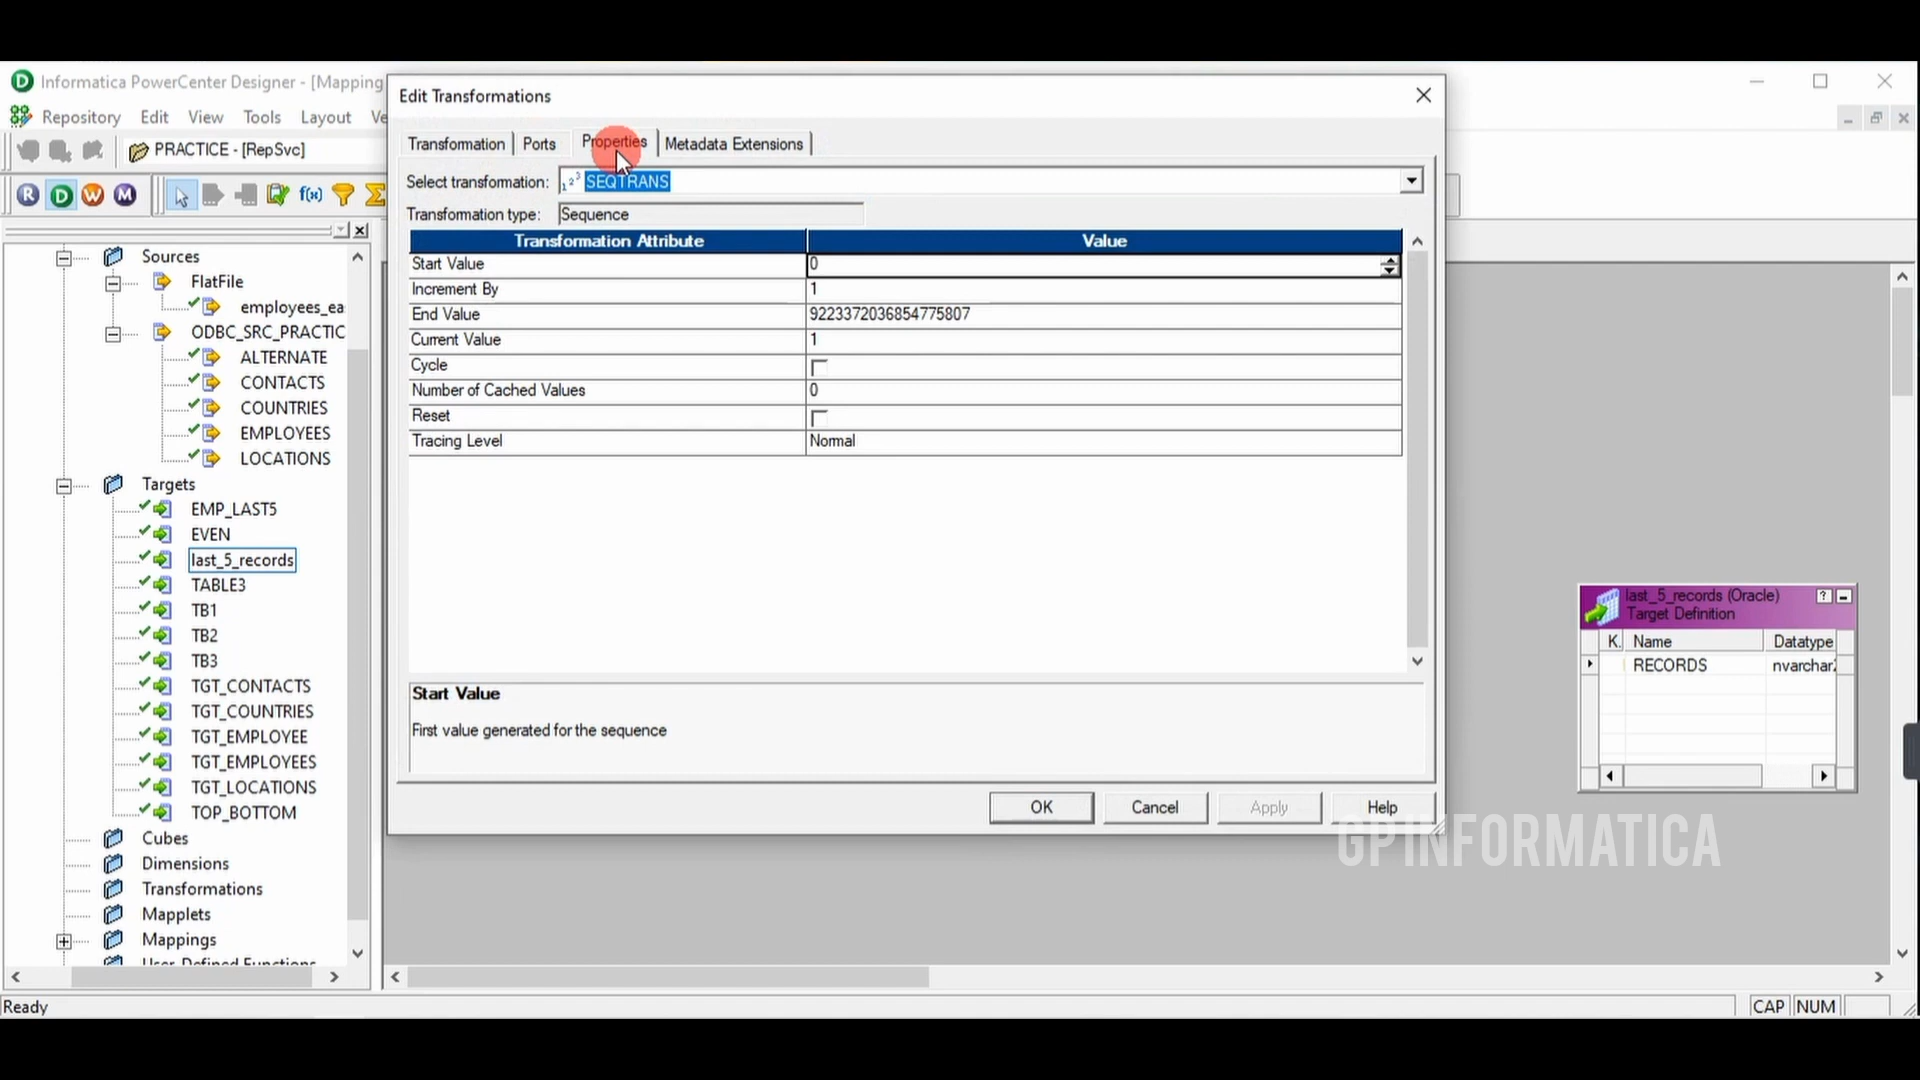 Informatica PowerCenter Designer - [Mapping
Repository Edit View Tools Layout Ve
PRACTICE - [RepSvc]
R D W M f(x) Σ
Sources
FlatFile
employees_ea
ODBC_SRC_PRACTIC
ALTERNATE
CONTACTS
COUNTRIES
EMPLOYEES
LOCATIONS
Targets
EMP_LAST5
EVEN
last_5_records
TABLE3
TB1
TB2
TB3
TGT_CONTACTS
TGT_COUNTRIES
TGT_EMPLOYEE
TGT_EMPLOYEES
TGT_LOCATIONS
TOP_BOTTOM
Cubes
Dimensions
Transformations
Mapplets
Mappings
User-Defined Functions
Edit Transformations
Transformation Ports Properties Metadata Extensions
Select transformation: SEQTRANS
Transformation type: Sequence
Transformation Attribute Value
Start Value 0
Increment By 1
End Value 9223372036854775807
Current Value 1
Cycle
Number of Cached Values 0
Reset
Tracing Level Normal
Start Value
First value generated for the sequence
OK Cancel Apply Help
last_5_records (Oracle)
Target Definition
K. Name Datatype
RECORDS nvarchar2
GPINFORMATICA
Ready CAP NUM